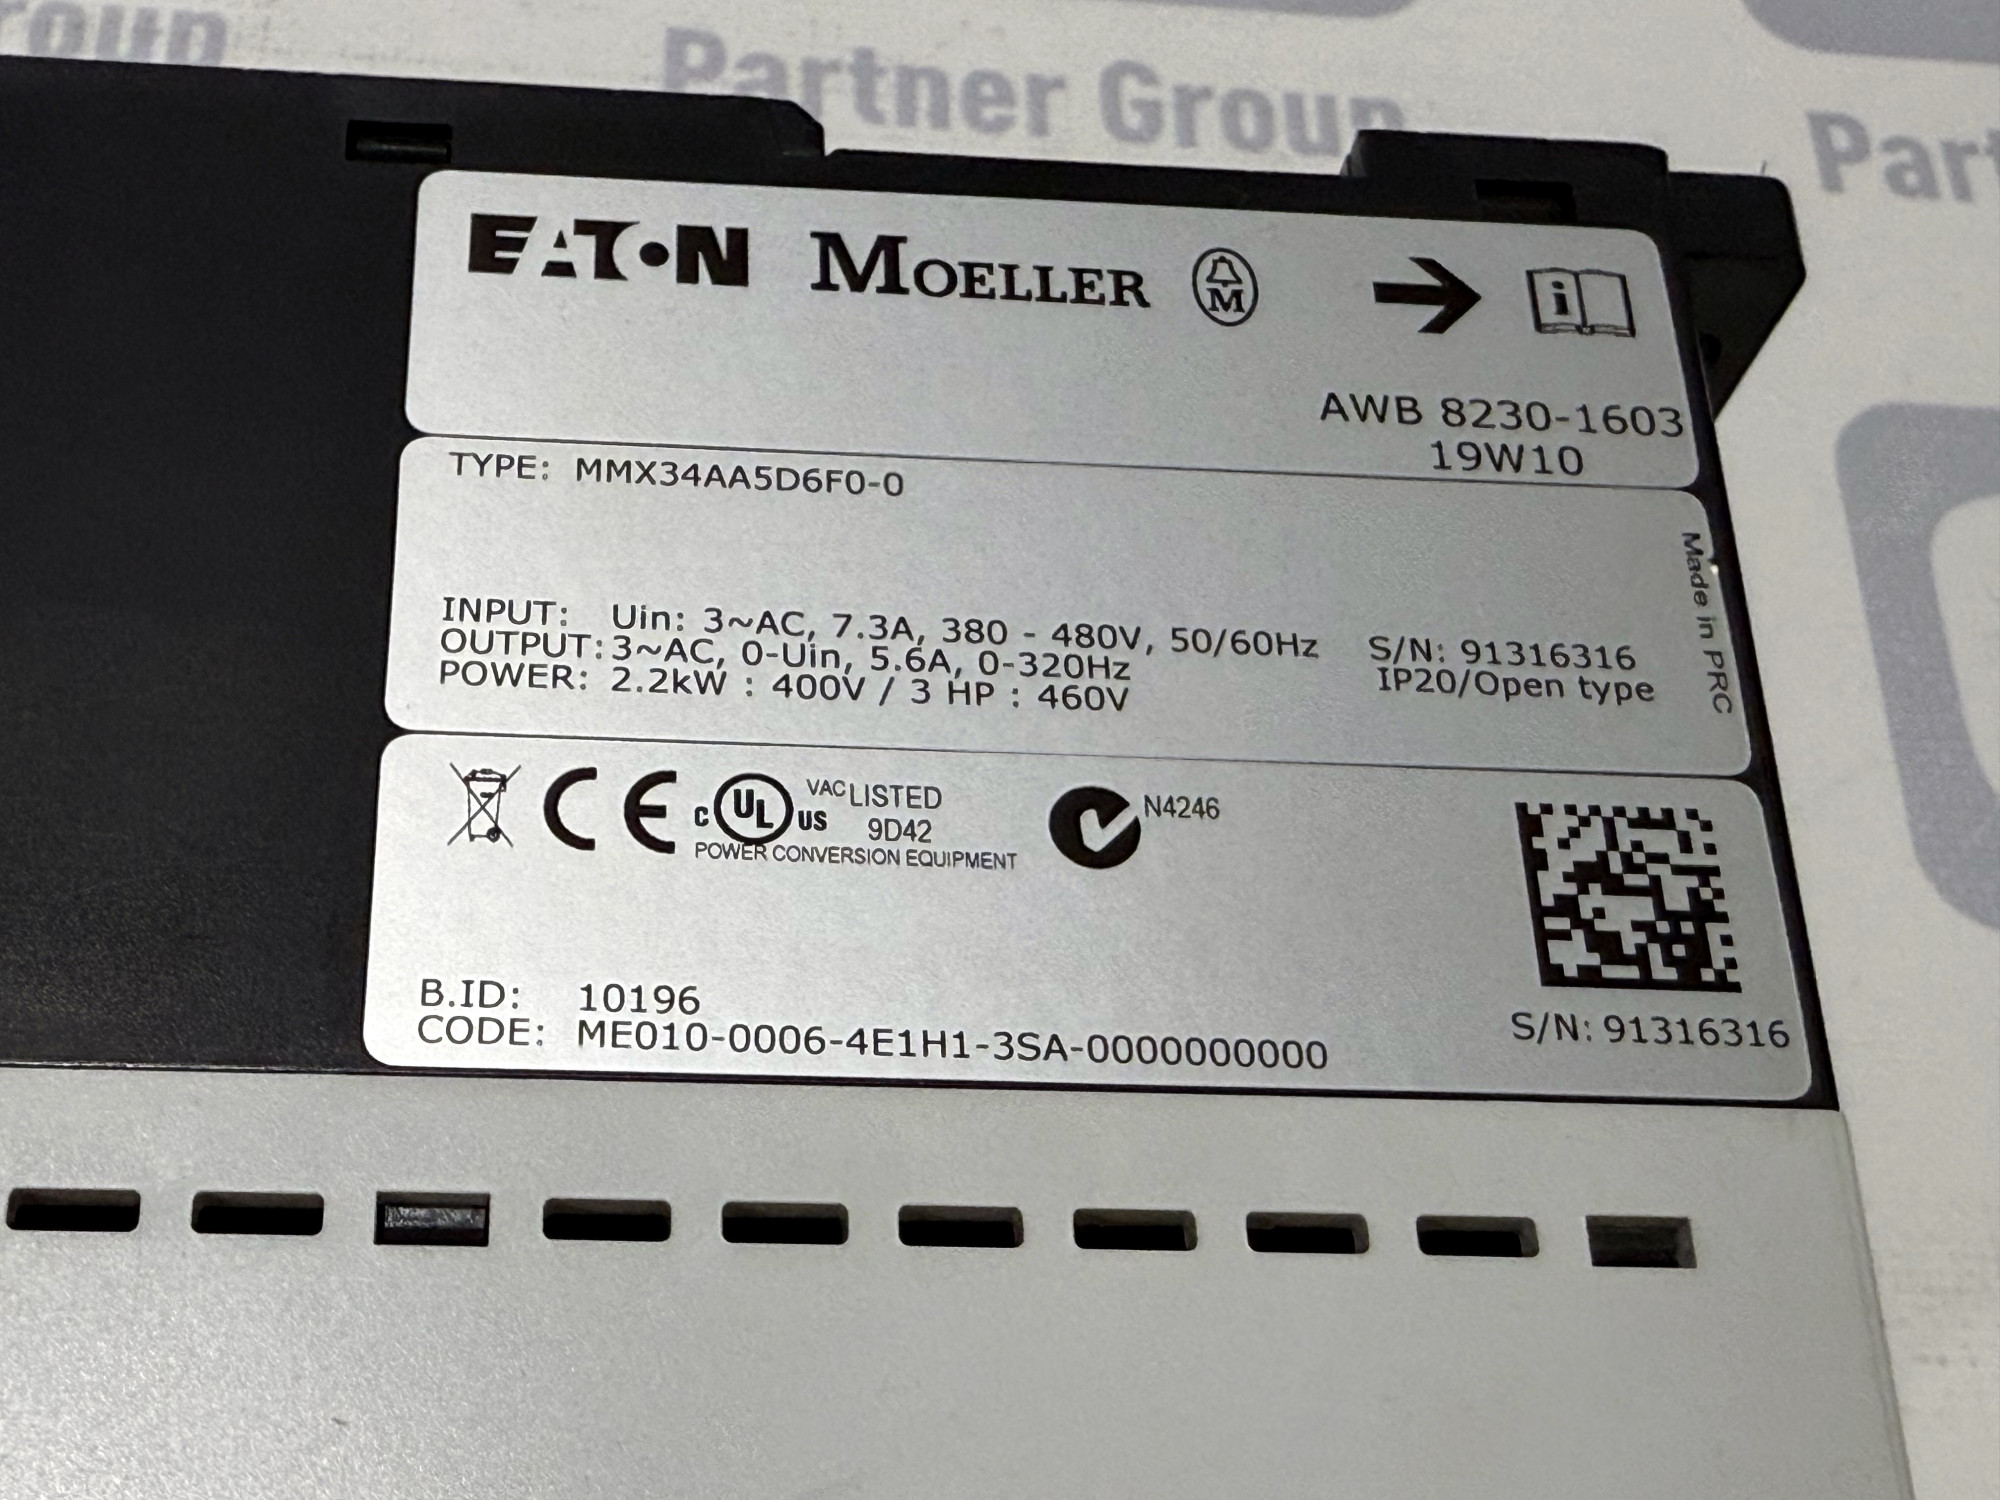 Group
Partner Group
Part
EATON MOELLER M
i
AWB 8230-1603
19W10
TYPE: MMX34AA5D6F0-0
Made in PRC
INPUT: Uin: 3~AC, 7.3A, 380 - 480V, 50/60Hz
OUTPUT: 3~AC, 0-Uin, 5.6A, 0-320Hz
POWER: 2.2kW : 400V / 3 HP : 460V
S/N: 91316316
IP20/Open type
CE
c UL US VAC LISTED
9D42
POWER CONVERSION EQUIPMENT
N4246
B.ID: 10196
CODE: ME010-0006-4E1H1-3SA-0000000000
S/N: 91316316